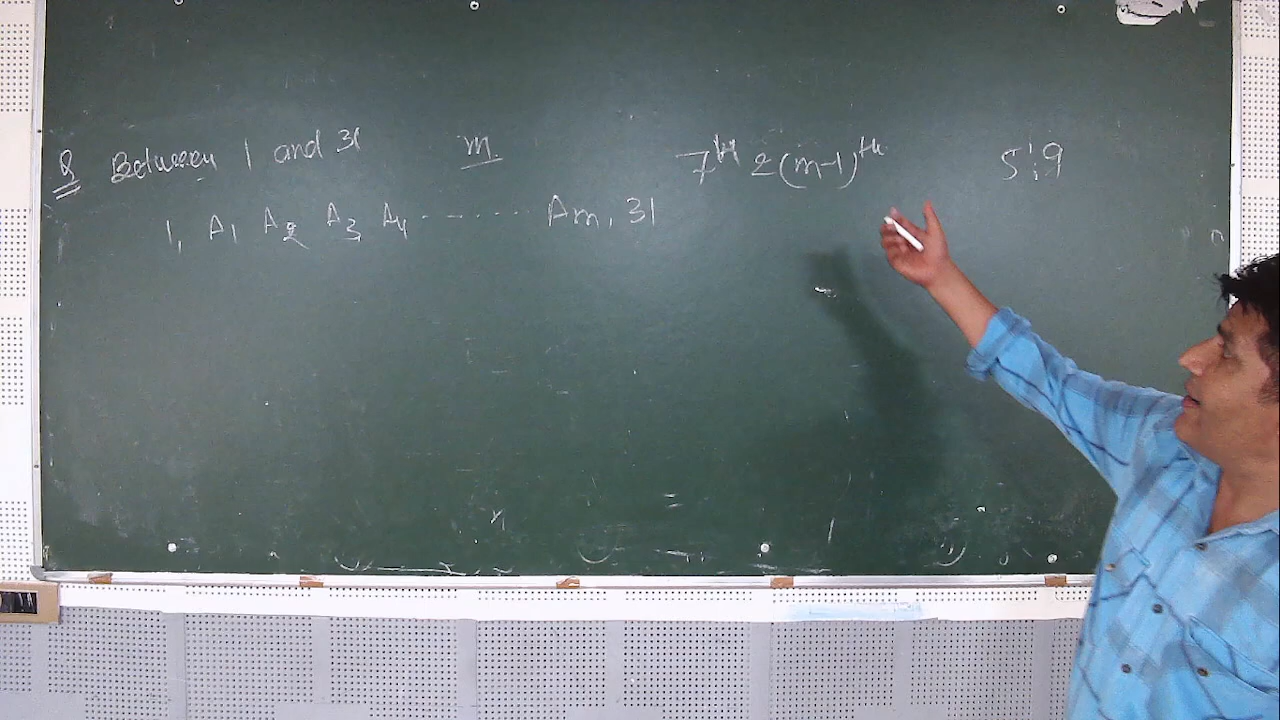 Q Between 1 and 31 m 7th 2(m-1)th 5:9
1, A1 A2 A3 A4 ------- Am, 31
n